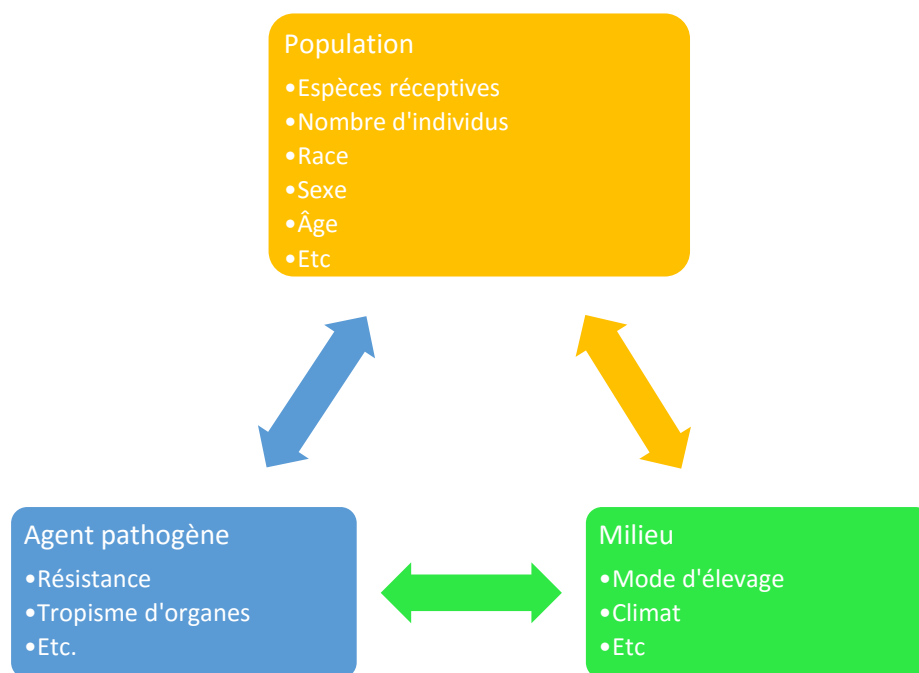 Population
•Espèces réceptives
•Nombre d'individus
•Race
•Sexe
•Âge
•Etc
Agent pathogène
•Résistance
•Tropisme d'organes
•Etc.
Milieu
•Mode d'élevage
•Climat
•Etc